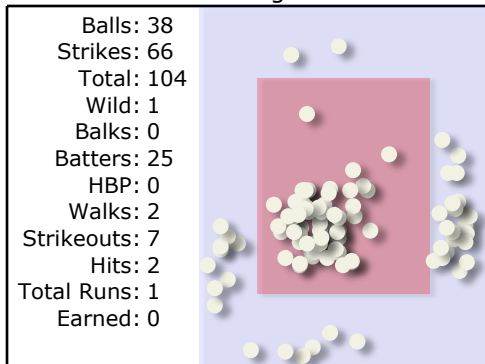 Balls: 38
Strikes: 66
Total: 104
Wild: 1
Balks: 0
Batters: 25
HBP: 0
Walks: 2
Strikeouts: 7
Hits: 2
Total Runs: 1
Earned: 0